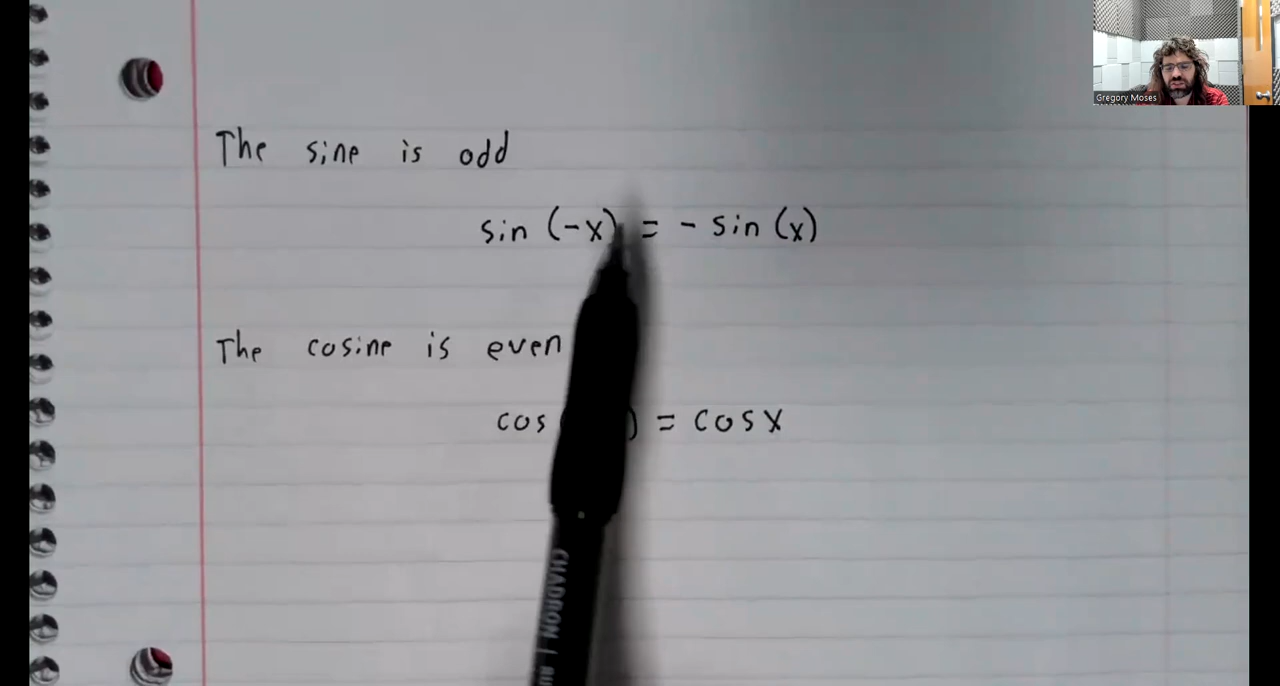 Gregory Moses
The sine is odd
sin (-x) = - sin (x)
The cosine is even
cos ) = cos x
CHADRON |